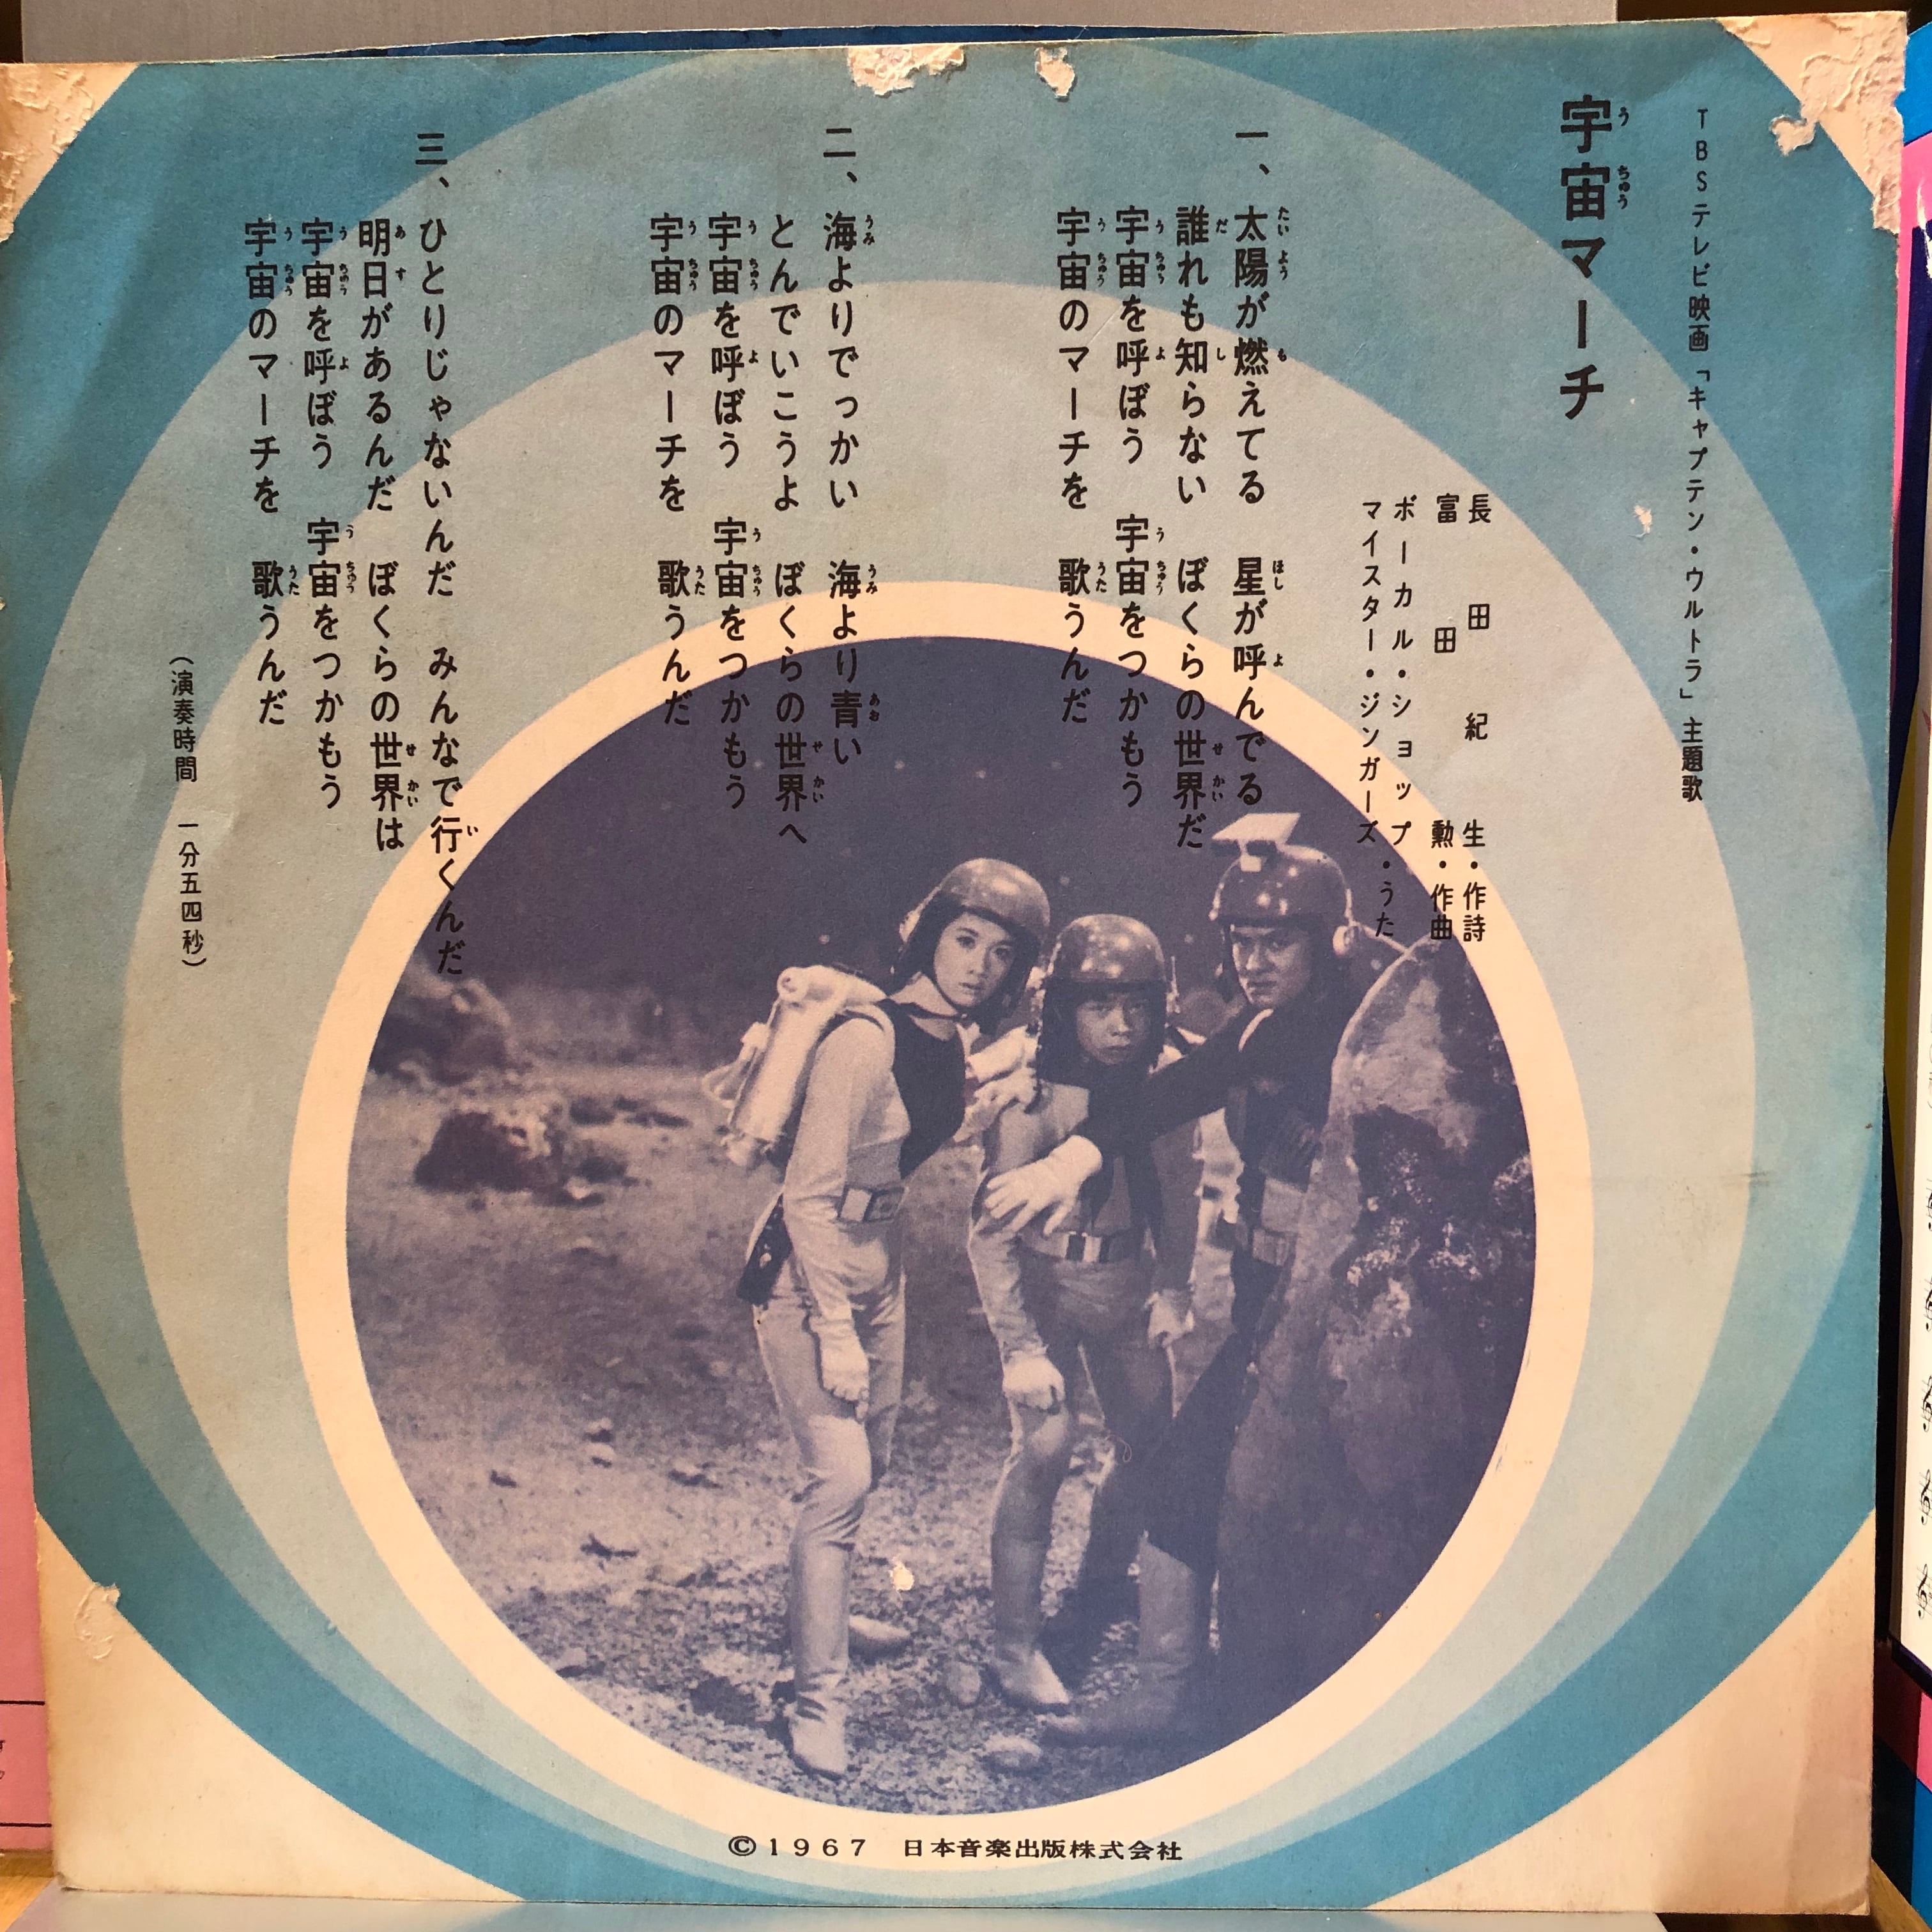 TBSテレビ映画「キャプテン・ウルトラ」主題歌
宇宙マーチ
うちゅう
長田紀生・作詩
富田勲・作曲
ボーカル・ショップ
マイスター・ジンガーズ・うた
一、太陽が燃えてる 星が呼んでる
誰れも知らない ぼくらの世界だ
宇宙を呼ぼう 宇宙をつかもう
宇宙のマーチを 歌うんだ
二、海よりでっかい 海より青い
とんでいこうよ ぼくらの世界へ
宇宙を呼ぼう 宇宙をつかもう
宇宙のマーチを 歌うんだ
三、ひとりじゃないんだ みんなで行くんだ
明日があるんだ ぼくらの世界は
宇宙を呼ぼう 宇宙をつかもう
宇宙のマーチを 歌うんだ
（演奏時間 一分五四秒）
©1967 日本音楽出版株式会社